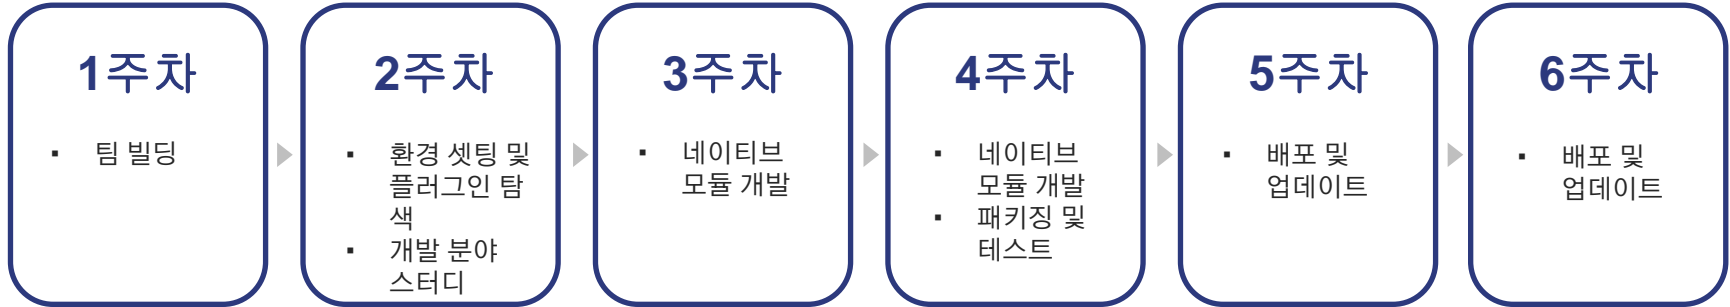 1주차
▪ 팀 빌딩
2주차
▪ 환경 셋팅 및
플러그인 탐
색
▪ 개발 분야
스터디
3주차
▪ 네이티브
모듈 개발
4주차
▪ 네이티브
모듈 개발
▪ 패키징 및
테스트
5주차
▪ 배포 및
업데이트
6주차
▪ 배포 및
업데이트